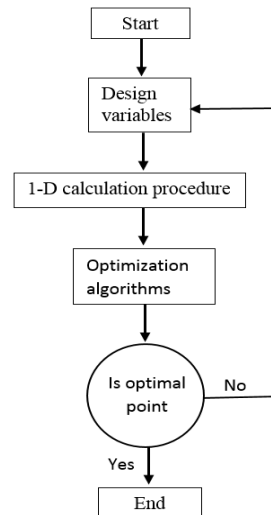 Start
Design
variables
1-D calculation procedure
Optimization
algorithms
Is optimal
point
No
Yes
End